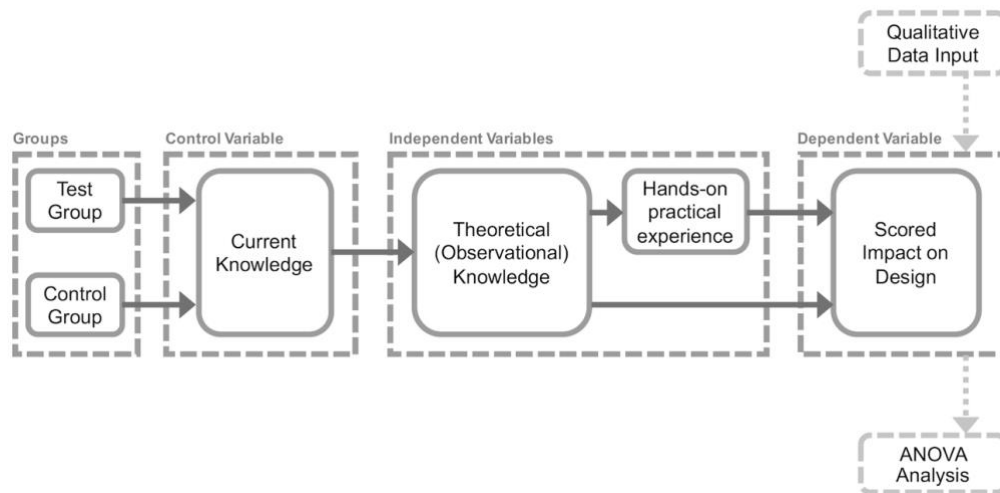 Qualitative
Data Input
Groups
Control Variable
Independent Variables
Dependent Variable
Test
Group
Control
Group
Current
Knowledge
Theoretical
(Observational)
Knowledge
Hands-on
practical
experience
Scored
Impact on
Design
ANOVA
Analysis